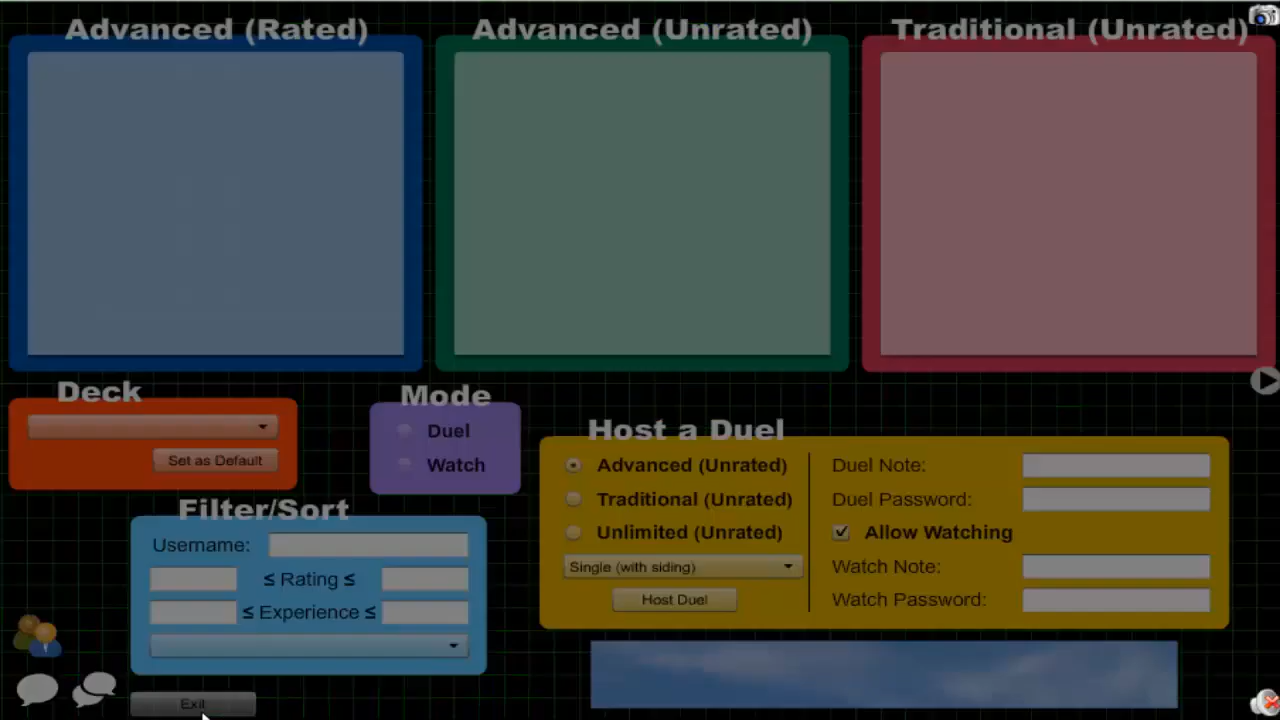 Advanced (Rated)
Advanced (Unrated)
Traditional (Unrated)
Deck
Set as Default
Mode
Duel
Watch
Filter/Sort
Username:
≤ Rating ≤
≤ Experience ≤
Exit
Host a Duel
Advanced (Unrated)
Traditional (Unrated)
Unlimited (Unrated)
Single (with siding)
Host Duel
Duel Note:
Duel Password:
Allow Watching
Watch Note:
Watch Password: